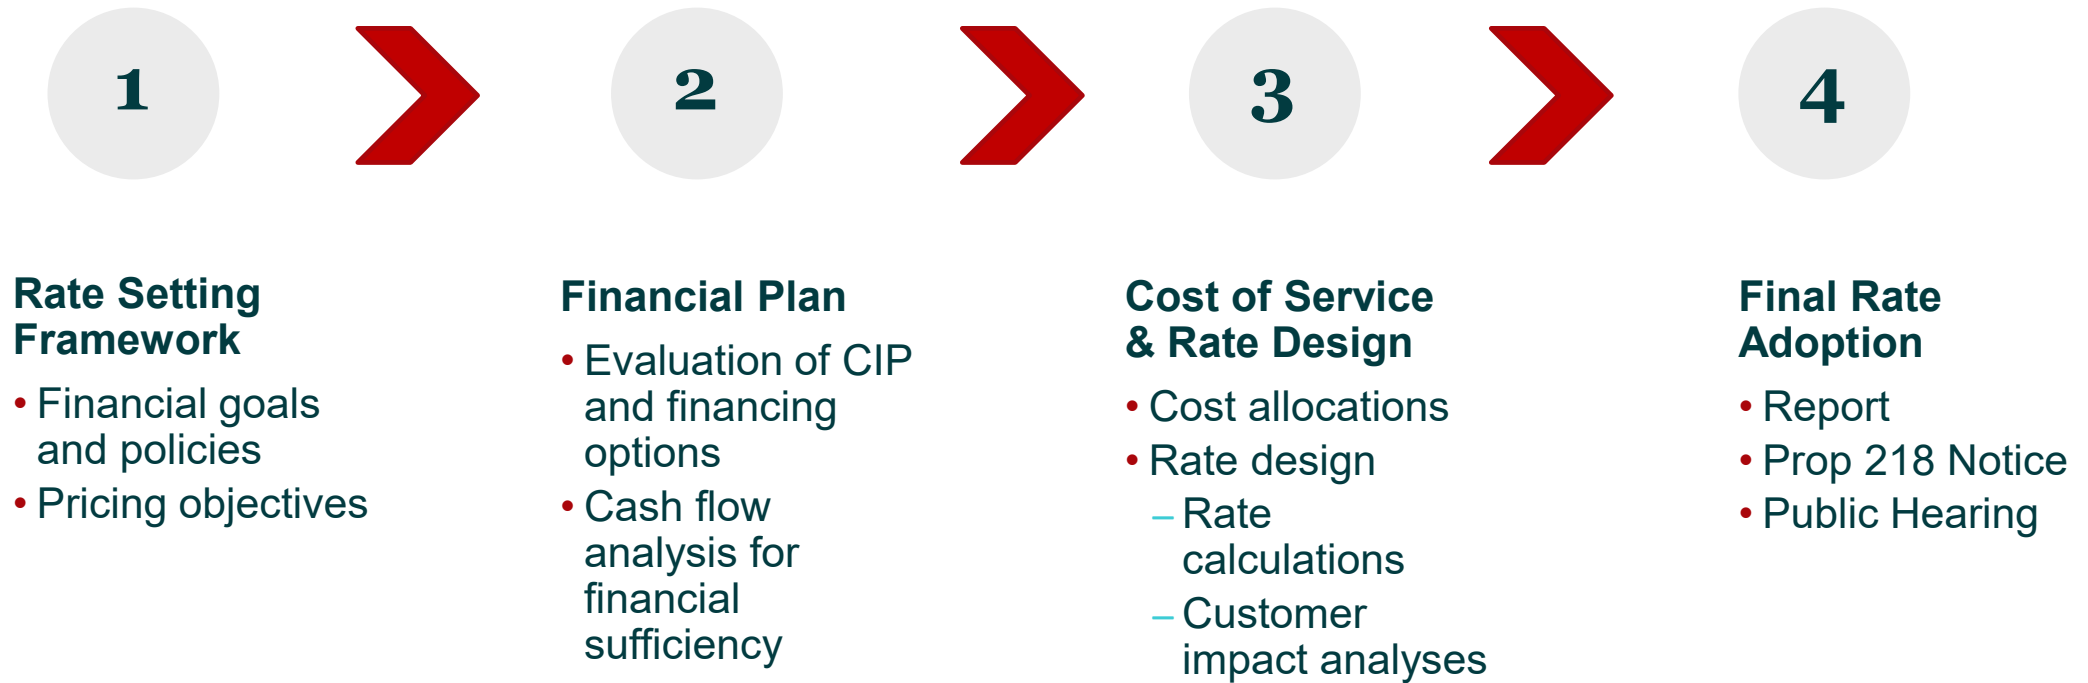 1
2
3
4
Rate Setting
Framework
• Financial goals
and policies
• Pricing objectives
Financial Plan
• Evaluation of CIP
and financing
options
• Cash flow
analysis for
financial
sufficiency
Cost of Service
& Rate Design
• Cost allocations
• Rate design
– Rate
calculations
– Customer
impact analyses
Final Rate
Adoption
• Report
• Prop 218 Notice
• Public Hearing